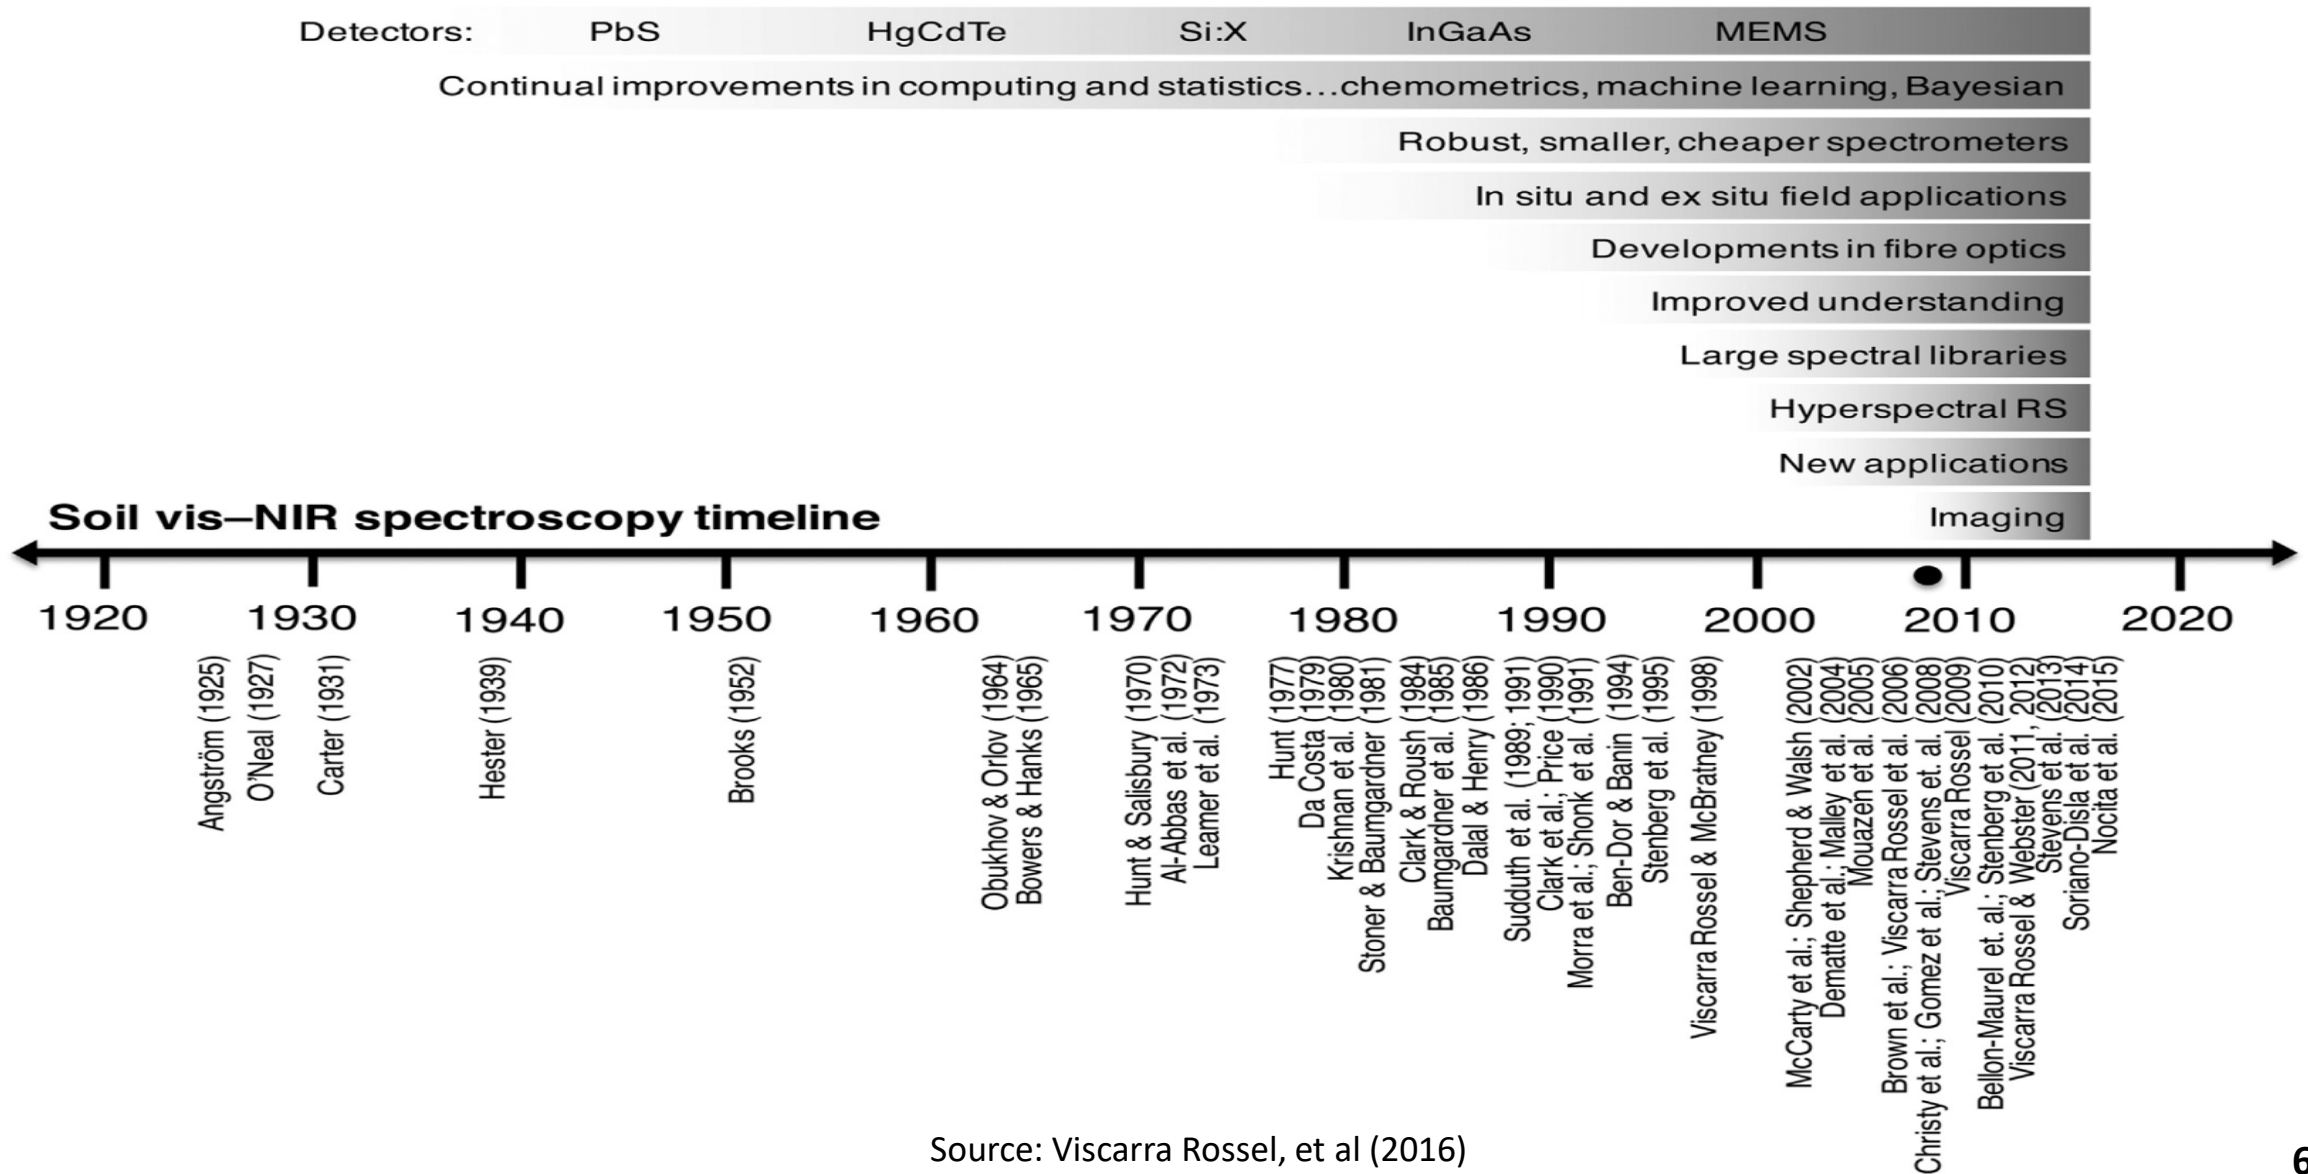 Detectors: PbS HgCdTe Si:X InGaAs MEMS
Continual improvements in computing and statistics...chemometrics, machine learning, Bayesian
Robust, smaller, cheaper spectrometers
In situ and ex situ field applications
Developments in fibre optics
Improved understanding
Large spectral libraries
Hyperspectral RS
New applications
Imaging
Soil vis–NIR spectroscopy timeline
1920 1930 1940 1950 1960 1970 1980 1990 2000 2010 2020
Angström (1925)
O'Neal (1927)
Carter (1931)
Hester (1939)
Brooks (1952)
Obukhov & Orlov (1964)
Bowers & Hanks (1965)
Hunt & Salisbury (1970)
Al-Abbas et al. (1972)
Leamer et al. (1973)
Hunt (1977)
Da Costa (1979)
Krishnan et al. (1980)
Stoner & Baumgardner (1981)
Clark & Roush (1984)
Baumgardner et al. (1985)
Dalal & Henry (1986)
Sudduth et al. (1989; 1991)
Clark et al.; Price (1990)
Morra et al.; Shonk et al. (1991)
Ben-Dor & Banin (1994)
Stenberg et al. (1995)
Viscarra Rossel & McBratney (1998)
McCarty et al.; Shepherd & Walsh (2002)
Dematte et al.; Malley et al. (2004)
Mouazen et al. (2005)
Brown et al.; Viscarra Rossel et al. (2006)
Christy et al.; Gomez et al.; Stevens et. al. (2008)
Viscarra Rossel (2009)
Bellon-Maurel et. al.; Stenberg et al. (2010)
Viscarra Rossel & Webster (2011, 2012)
Stevens et al. (2013)
Soriano-Disla et al. (2014)
Nocita et al. (2015)
Source: Viscarra Rossel, et al (2016)
6